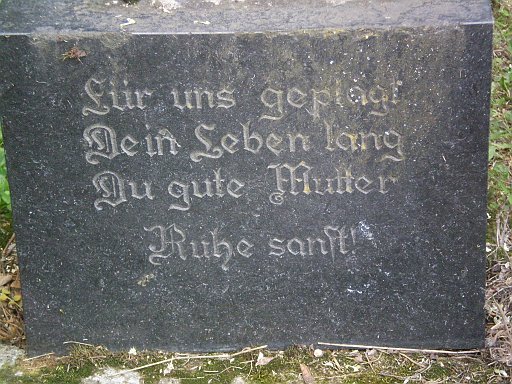 Für uns geplagt
Dein Leben lang
Du gute Mutter
Ruhe sanft!